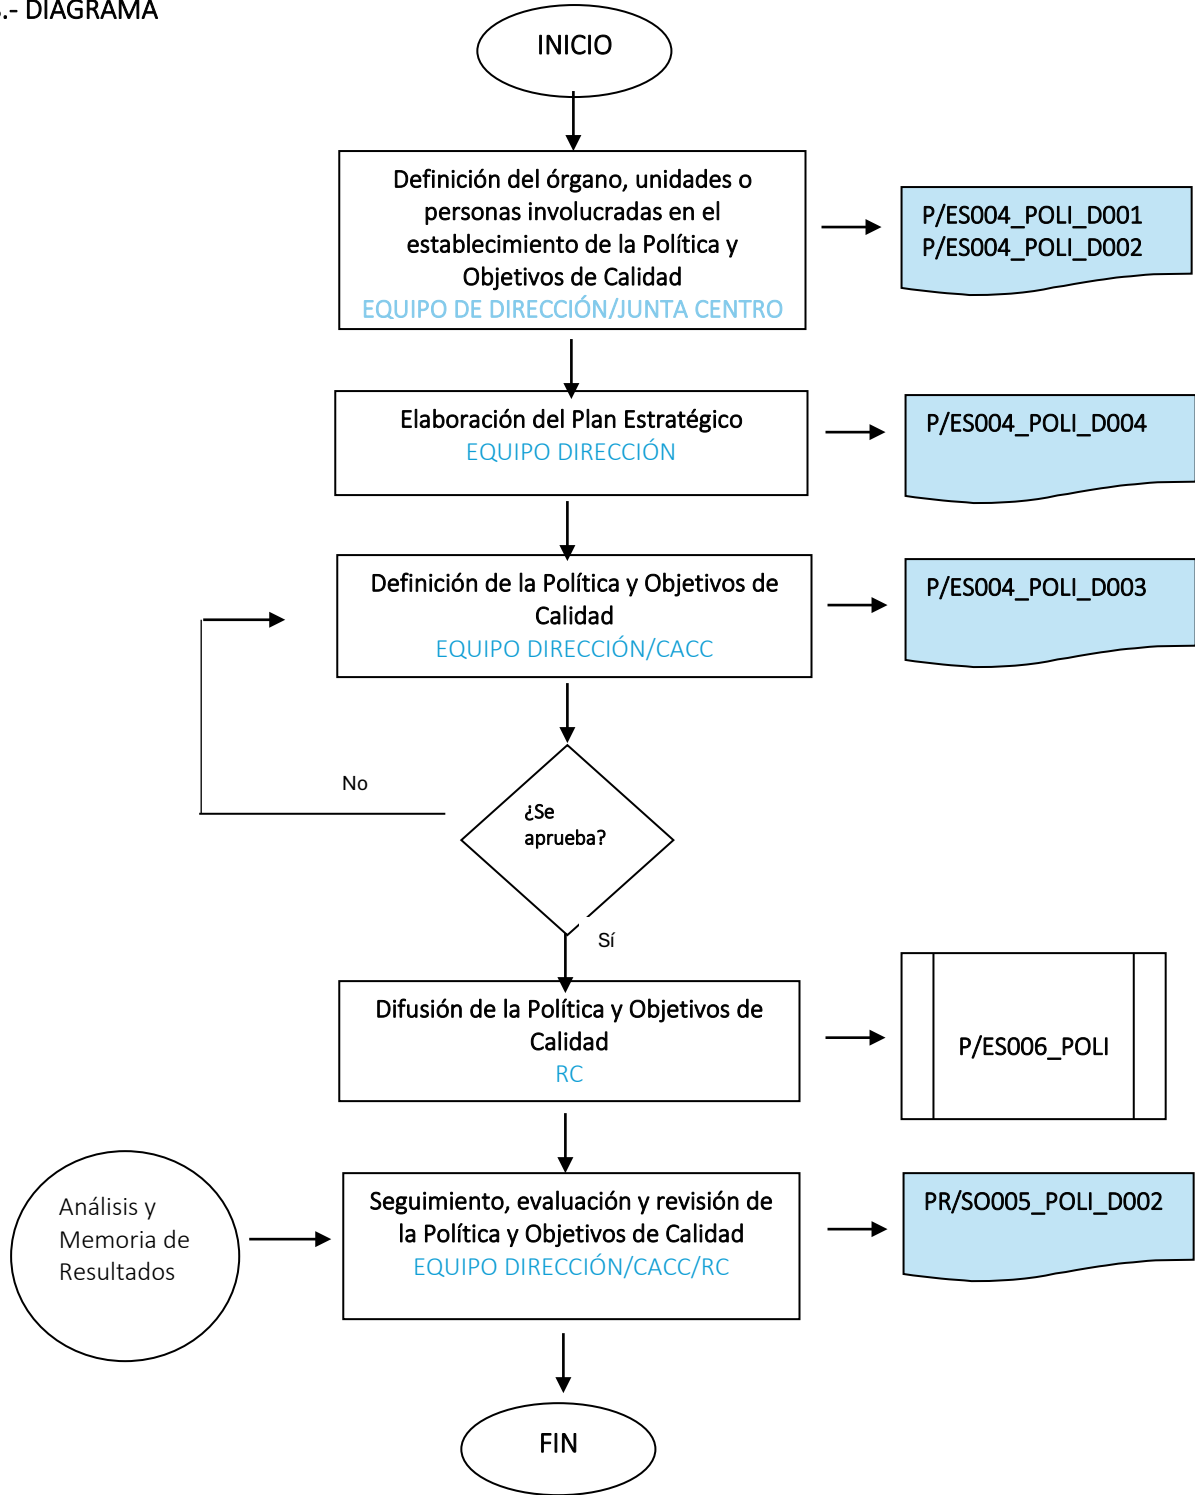 .- DIAGRAMA
INICIO
Definición del órgano, unidades o
personas involucradas en el
establecimiento de la Política y
Objetivos de Calidad
EQUIPO DE DIRECCIÓN/JUNTA CENTRO
P/ES004_POLI_D001
P/ES004_POLI_D002
Elaboración del Plan Estratégico
EQUIPO DIRECCIÓN
P/ES004_POLI_D004
Definición de la Política y Objetivos de
Calidad
EQUIPO DIRECCIÓN/CACC
P/ES004_POLI_D003
No
¿Se
aprueba?
Sí
Difusión de la Política y Objetivos de
Calidad
RC
P/ES006_POLI
Análisis y
Memoria de
Resultados
Seguimiento, evaluación y revisión de
la Política y Objetivos de Calidad
EQUIPO DIRECCIÓN/CACC/RC
PR/SO005_POLI_D002
FIN